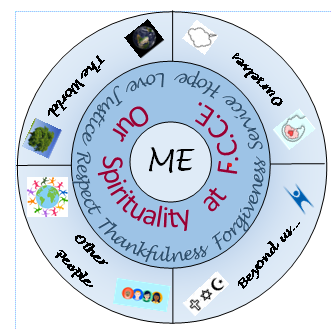 The World
Ourselves
Beyond us...
Other
People
Love Justice Respect Thankfulness Forgiveness Service Hope
Our Spirituality at F.C.C.E.
ME